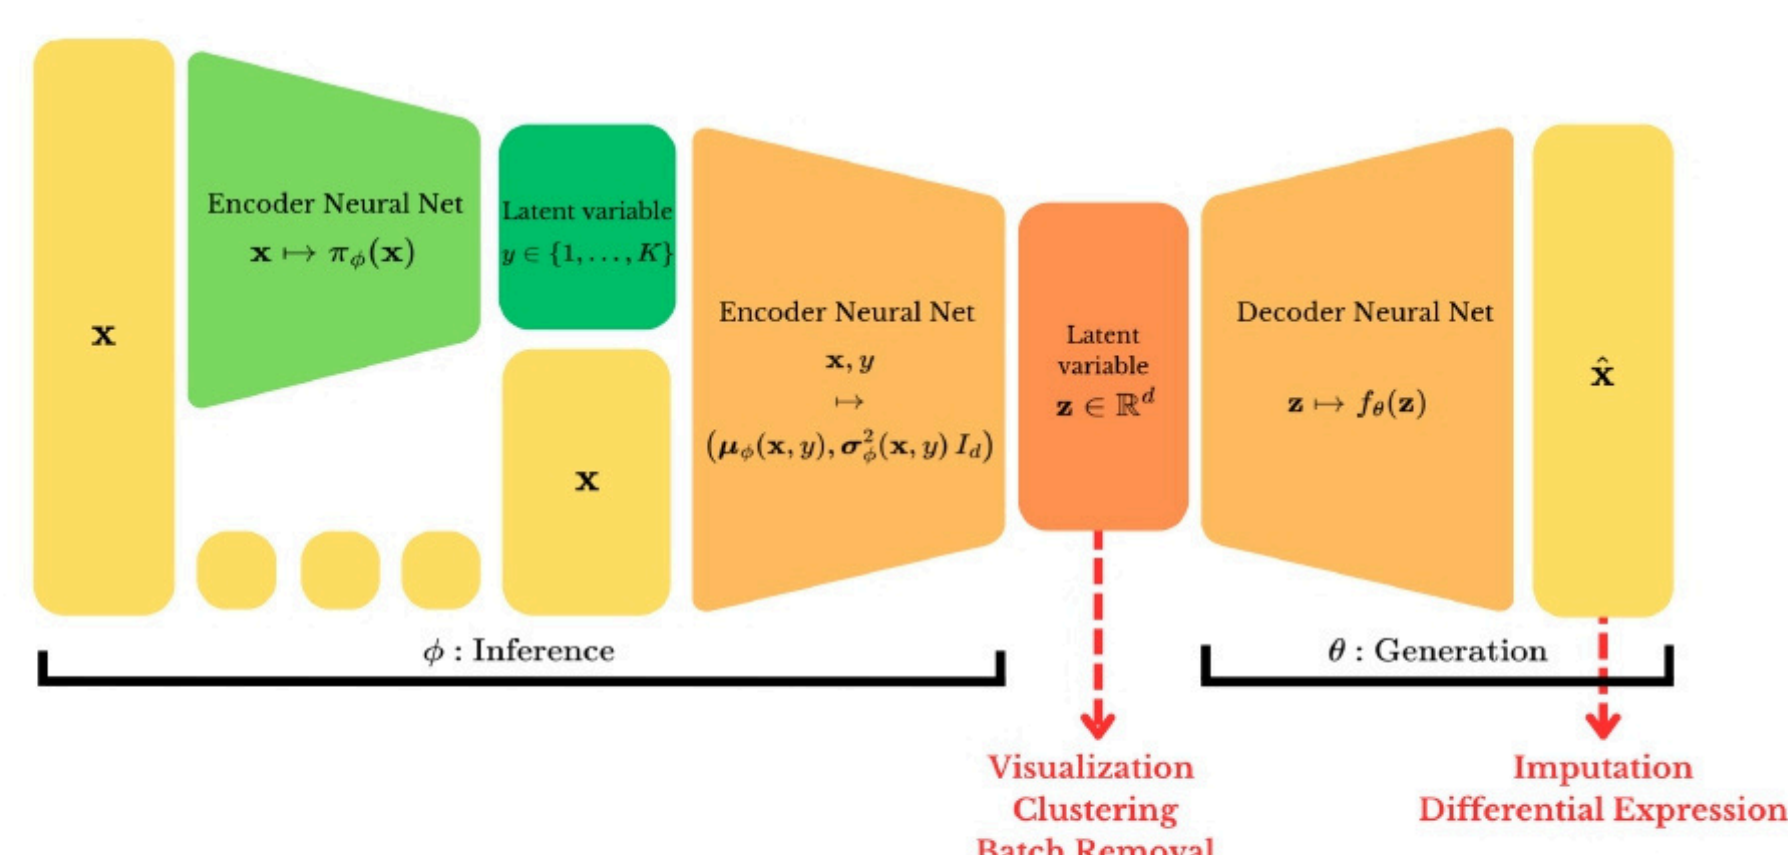 x
Encoder Neural Net
x ↦ π_ϕ(x)
Latent variable
y ∈ {1, . . . , K}
x
Encoder Neural Net
x, y
↦
(μ_ϕ(x, y), σ²_ϕ(x, y) I_d)
Latent
variable
z ∈ ℝ^d
Decoder Neural Net
z ↦ f_θ(z)
x̂
ϕ : Inference
θ : Generation
Visualization
Clustering
Batch Removal
Imputation
Differential Expression